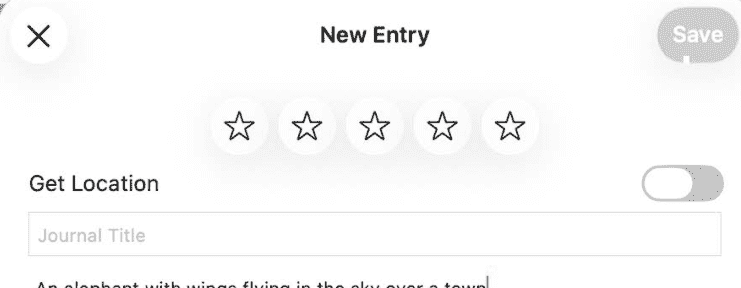 New Entry
Save
Get Location
Journal Title
An elephant with wings flying in the sky over a town